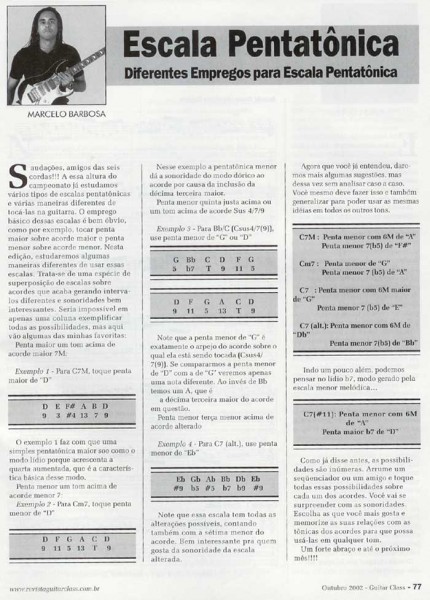 Escala Pentatônica
Diferentes Empregos para Escala Pentatônica
MARCELO BARBOSA
Saudações, amigos das seis
cordas!!! A essa altura do
campeonato já estudamos
vários tipos de escalas pentatônicas
e várias maneiras diferentes de
tocá-las na guitarra. O emprego
básico dessas escalas é bem óbvio,
como por exemplo, tocar penta
maior sobre acorde maior e penta
menor sobre acorde menor. Nesta
edição, estudaremos algumas
maneiras diferentes de usar essas
escalas. Trata-se de uma espécie de
superposição de escalas sobre
acordes que acaba gerando interva-
los diferentes e sonoridades bem
interessantes. Seria impossível em
apenas uma coluna exemplificar
todas as possibilidades, mas aqui
vão algumas das minhas favoritas:
Penta maior um tom acima de
acorde maior 7M:
Exemplo 1 - Para C7M, toque penta
maior de "D"
D E F# A B D
9 3 #4 13 7 9
O exemplo 1 faz com que uma
simples pentatônica maior soe como o
modo lídio porque acrescenta a
quarta aumentada, que é a caracterís-
tica básica desse modo.
Penta menor um tom acima de
acorde menor 7:
Exemplo 2 - Para Cm7, toque penta
menor de "D"
D F G A C D
9 11 5 13 T 9
Nesse exemplo a pentatônica menor
dá a sonoridade do modo dórico ao
acorde por causa da inclusão da
décima terceira maior.
Penta menor quinta justa acima ou
um tom acima de acorde Sus 4/7/9
Exemplo 3 - Para Bb/C [Csus4/7(9)],
use penta menor de "G" ou "D"
G Bb C D F G
5 b7 T 9 11 5
D F G A C D
9 11 5 13 T 9
Note que a penta menor de "G" é
exatamente o arpejo do acorde sobre o
qual ela está sendo tocada [Csus4/
7(9)]. Se compararmos a penta menor
de "D" com a de "G" veremos apenas
uma nota diferente. Ao invés de Bb
temos um A, que é
a décima terceira maior do acorde
em questão.
Penta menor terça menor acima de
acorde alterado
Exemplo 4 - Para C7 (alt.), use penta
menor de "Eb"
Eb Gb Ab Bb Db Eb
#9 b5 #5 b7 b9 #9
Note que essa escala tem todas as
alterações possíveis, contando
também com a sétima menor do
acorde. Bem interessante pra quem
gosta da sonoridade da escala
alterada.
Agora que você já entendeu, dare-
mos mais algumas sugestões, mas
dessa vez sem analisar caso a caso.
Você mesmo deve fazer isso e também
generalizar para poder usar as mesmas
idéias em todos os outros tons.
C7M : Penta menor com 6M de "A"
Penta menor 7(b5) de "F#"
Cm7 : Penta menor de "G"
Penta menor 7 (b5) de "A"
C7 : Penta menor com 6M maior
de "G"
Penta menor 7 (b5) de "E"
C7 (alt.): Penta menor com 6M de
"Db"
Penta menor 7(b5) de "Bb"
Indo um pouco além, podemos
pensar no lídio b7, modo gerado pela
escala menor melódica...
C7(#11): Penta menor com 6M
de "A"
Penta maior b7 de "D"
Como já disse antes, as possibili-
dades são inúmeras. Arrume um
seqüenciador ou um amigo e toque
todas essas possibilidades sobre
cada um dos acordes. Você vai se
surpreender com as sonoridades.
Escolha as que você mais gosta e
memorize as suas relações com as
tônicas dos acordes para que possa
usá-las em qualquer tom.
Um forte abraço e até o próximo
mês!!!!
www.revistaguitarclass.com.br
Outubro 2002 - Guitar Class - 77